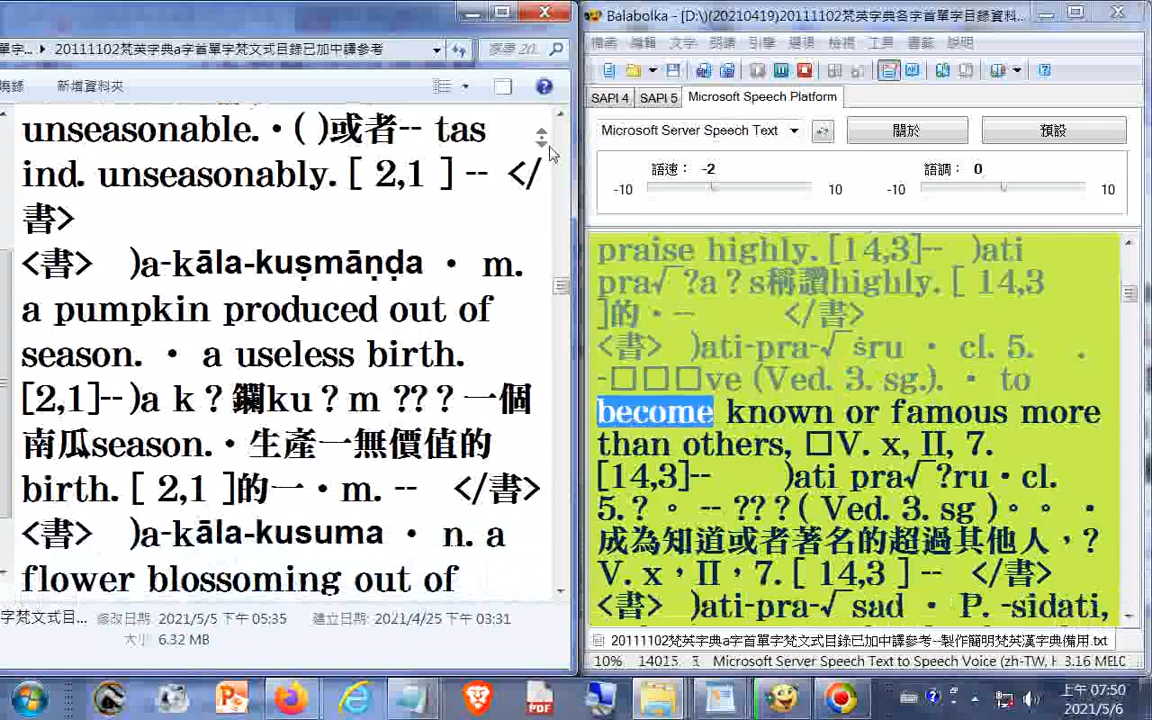 單字... ▸ 20111102梵英字典a字首單字梵文式目錄已加中譯參考
搜尋 20...
燒錄 新增資料夾
unseasonable.・( )或者-- tas
ind. unseasonably. [ 2,1 ] -- </
書>
<書> )a-kāla-kuṣmāṇḍa ・ m.
a pumpkin produced out of
season. ・ a useless birth.
[2,1]-- )a k？鑭ku？m ???？一個
南瓜season.・生產一無價值的
birth. [ 2,1 ]的一・m. -- </書>
<書> )a-kāla-kusuma ・ n. a
flower blossoming out of
字梵文式目... 修改日期: 2021/5/5 下午 05:35 建立日期: 2021/4/25 下午 03:31
大小: 6.32 MB
Balabolka - [D:\)(20210419)20111102梵英字典各字首單字目錄資料...
檔案 編輯 文字 朗讀 引擎 選項 檢視 工具 書籤 說明
SAPI 4 SAPI 5 Microsoft Speech Platform
Microsoft Server Speech Text 關於 預設
語速： -2 語調： 0
-10 10 -10 10
praise highly. [14,3]-- )ati
pra√ ?a ? s稱讚highly. [ 14,3
]的・— </書>
<書> )ati-pra-√ śru ・ cl. 5. .
-□□□ve (Ved. 3. sg.). ・ to
become known or famous more
than others, □V. x, II, 7.
[14,3]-- )ati pra√ ?ru・cl.
5.？。 -- ???？( Ved. 3. sg )。。 ・
成為知道或者著名的超過其他人，？
V. x，II，7. [ 14,3 ] -- </書>
<書> )ati-pra-√ sad ・ P. -sidati,
20111102梵英字典a字首單字梵文式目錄已加中譯參考--製作簡明梵英漢字典備用.txt
10% 14015 Microsoft Server Speech Text to Speech Voice (zh-TW, H 3.16 MELC
PDF
上午 07:50
2021/5/6